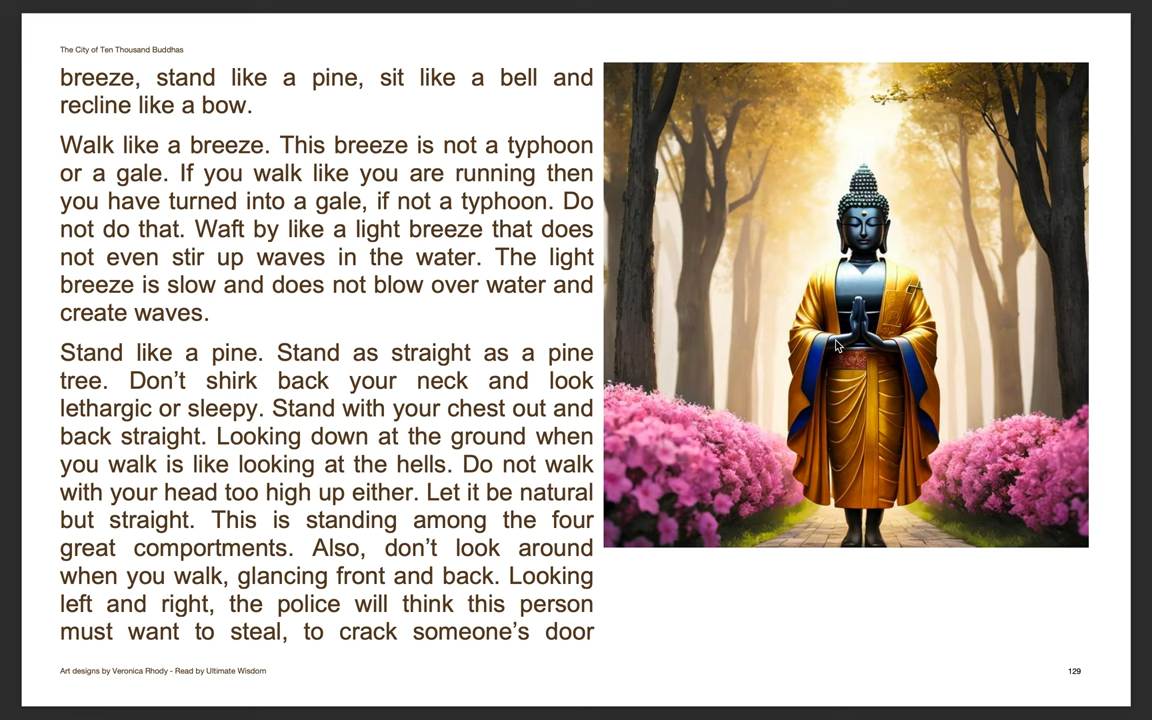 The City of Ten Thousand Buddhas
breeze, stand like a pine, sit like a bell and
recline like a bow.
Walk like a breeze. This breeze is not a typhoon
or a gale. If you walk like you are running then
you have turned into a gale, if not a typhoon. Do
not do that. Waft by like a light breeze that does
not even stir up waves in the water. The light
breeze is slow and does not blow over water and
create waves.
Stand like a pine. Stand as straight as a pine
tree. Don’t shirk back your neck and look
lethargic or sleepy. Stand with your chest out and
back straight. Looking down at the ground when
you walk is like looking at the hells. Do not walk
with your head too high up either. Let it be natural
but straight. This is standing among the four
great comportments. Also, don’t look around
when you walk, glancing front and back. Looking
left and right, the police will think this person
must want to steal, to crack someone’s door
Art designs by Veronica Rhody - Read by Ultimate Wisdom
129